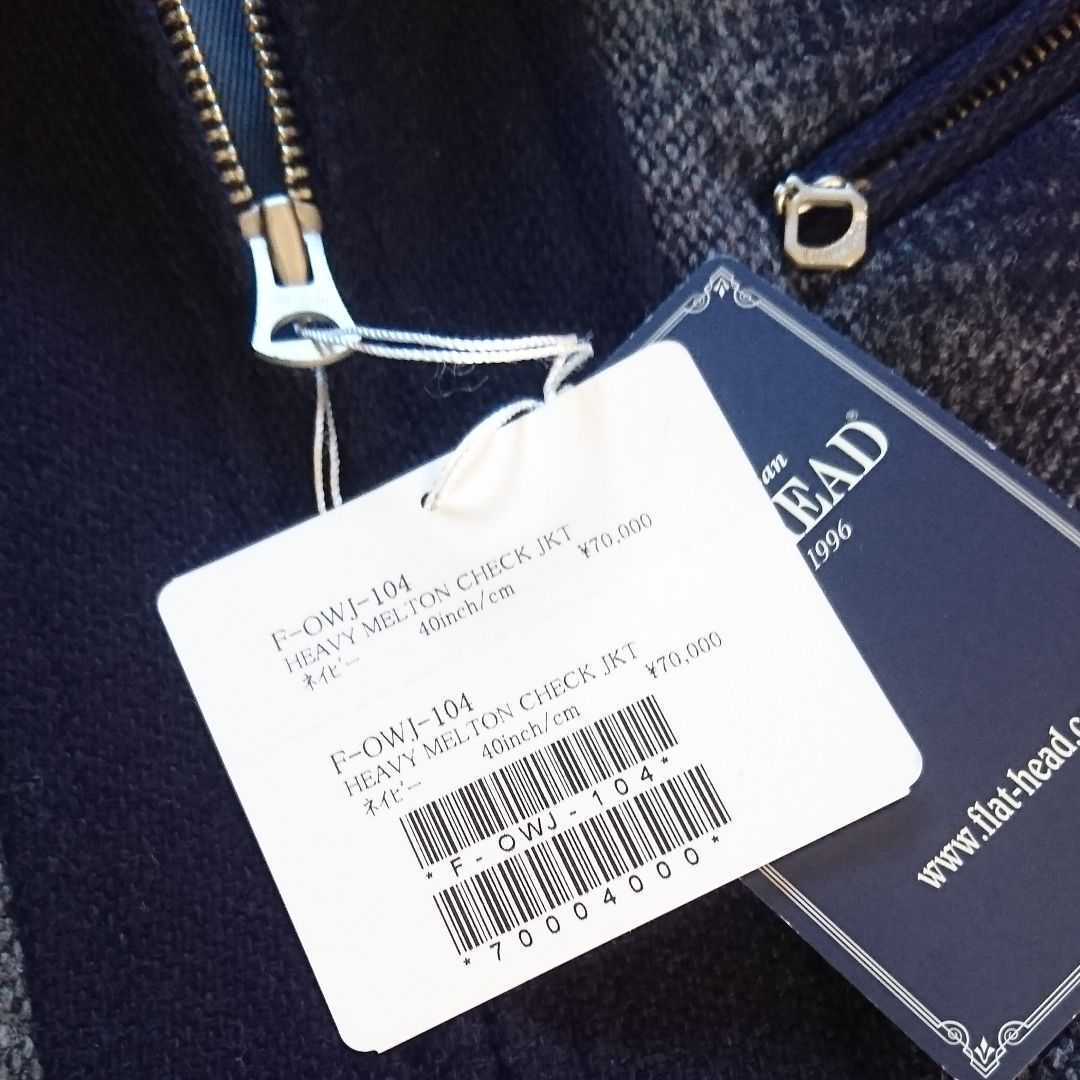 F-OWJ-104
HEAVY MELTON CHECK JKT
ネイビー 40inch/cm ¥70,000
F-OWJ-104
HEAVY MELTON CHECK JKT
ネイビー 40inch/cm ¥70,000
*F-OWJ-104*
*70004000*
an
EAD®
1996
www.flat-head.c